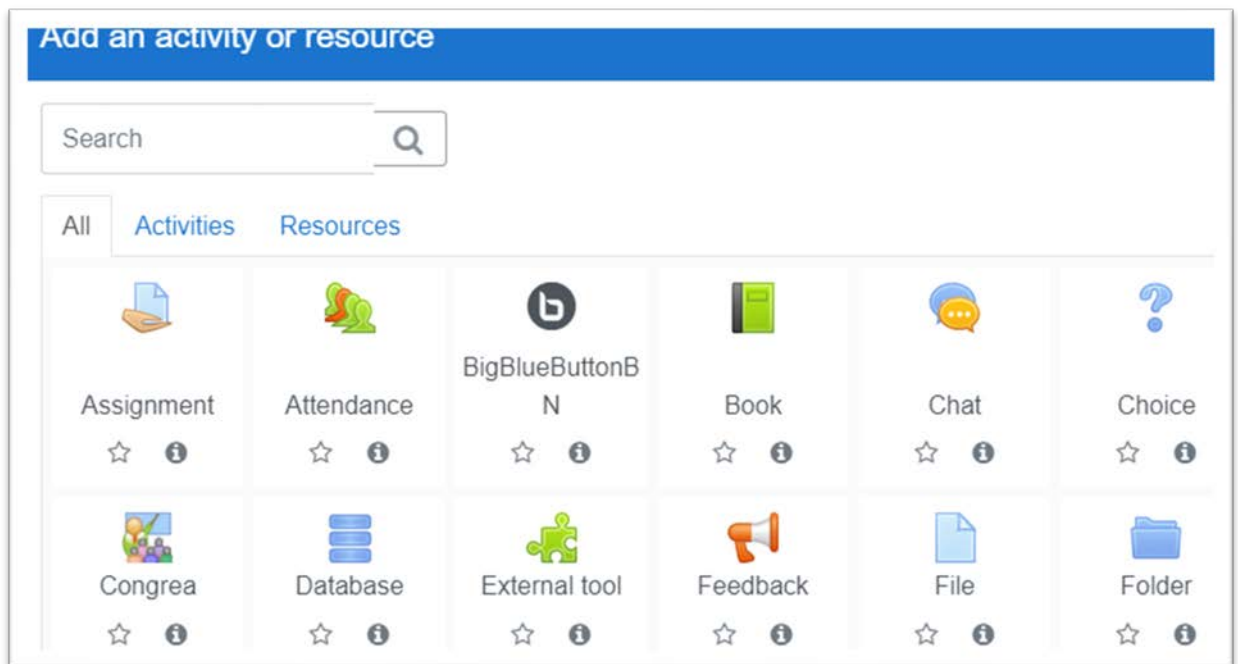 Add an activity or resource
Search
All Activities Resources
BigBlueButtonB
Assignment Attendance N Book Chat Choice
Congrea Database External tool Feedback File Folder